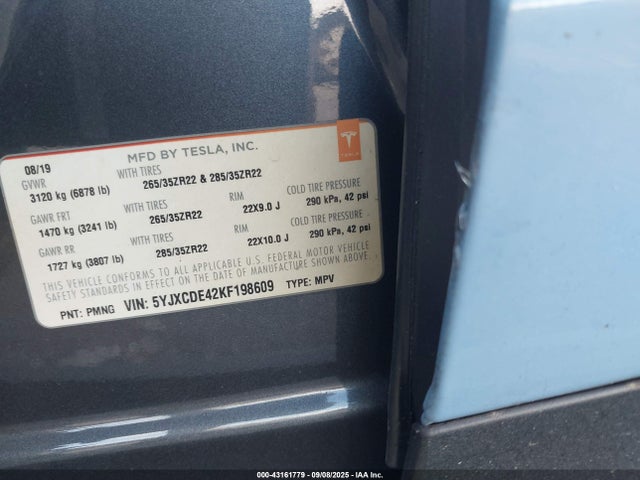 MFD BY TESLA, INC.
08/19
GVWR WITH TIRES
3120 kg (6878 lb) 265/35ZR22 & 285/35ZR22
GAWR FRT WITH TIRES RIM COLD TIRE PRESSURE
1470 kg (3241 lb) 265/35ZR22 22X9.0 J 290 kPa, 42 psi
GAWR RR WITH TIRES RIM COLD TIRE PRESSURE
1727 kg (3807 lb) 285/35ZR22 22X10.0 J 290 kPa, 42 psi
THIS VEHICLE CONFORMS TO ALL APPLICABLE U.S. FEDERAL MOTOR VEHICLE
SAFETY STANDARDS IN EFFECT ON THE DATE OF MANUFACTURE SHOWN ABOVE.
PNT: PMNG VIN: 5YJXCDE42KF198609 TYPE: MPV
00-43161779 - 09/08/2025 - IAA Inc.